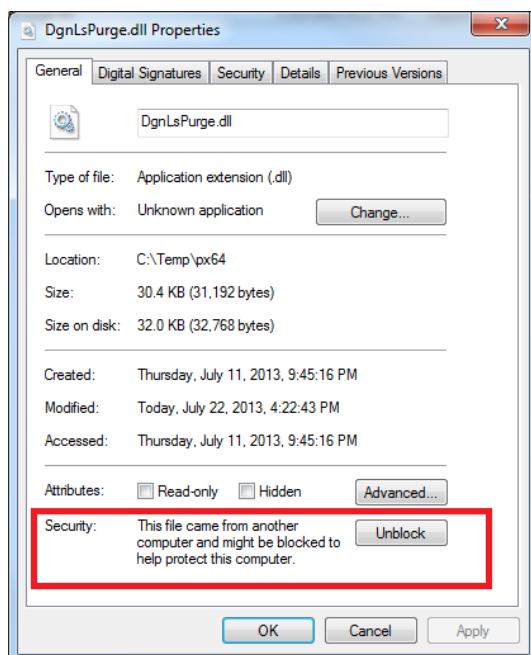 DgnLsPurge.dll Properties
General Digital Signatures Security Details Previous Versions
DgnLsPurge.dll
Type of file: Application extension (.dll)
Opens with: Unknown application Change...
Location: C:\Temp\px64
Size: 30.4 KB (31,192 bytes)
Size on disk: 32.0 KB (32,768 bytes)
Created: Thursday, July 11, 2013, 9:45:16 PM
Modified: Today, July 22, 2013, 4:22:43 PM
Accessed: Thursday, July 11, 2013, 9:45:16 PM
Attributes: Read-only Hidden Advanced...
Security: This file came from another
computer and might be blocked to Unblock
help protect this computer.
OK Cancel Apply